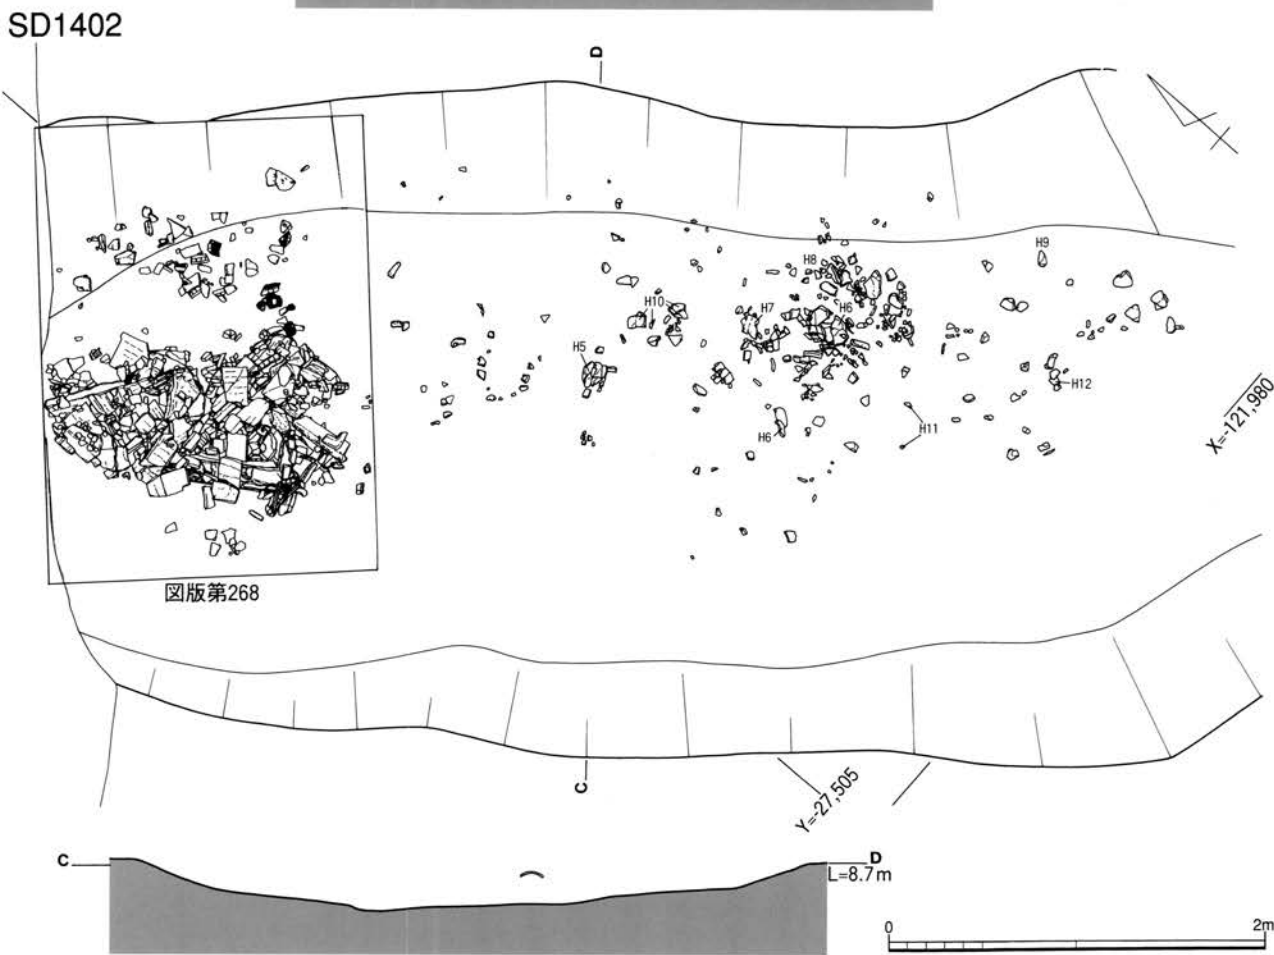 SD1402
D
H9
H8
H10
H7
H6
H5
H12
H6
H11
X=-121,980
図版第268
C
Y=-27,505
C
D
L=8.7m
0
2m